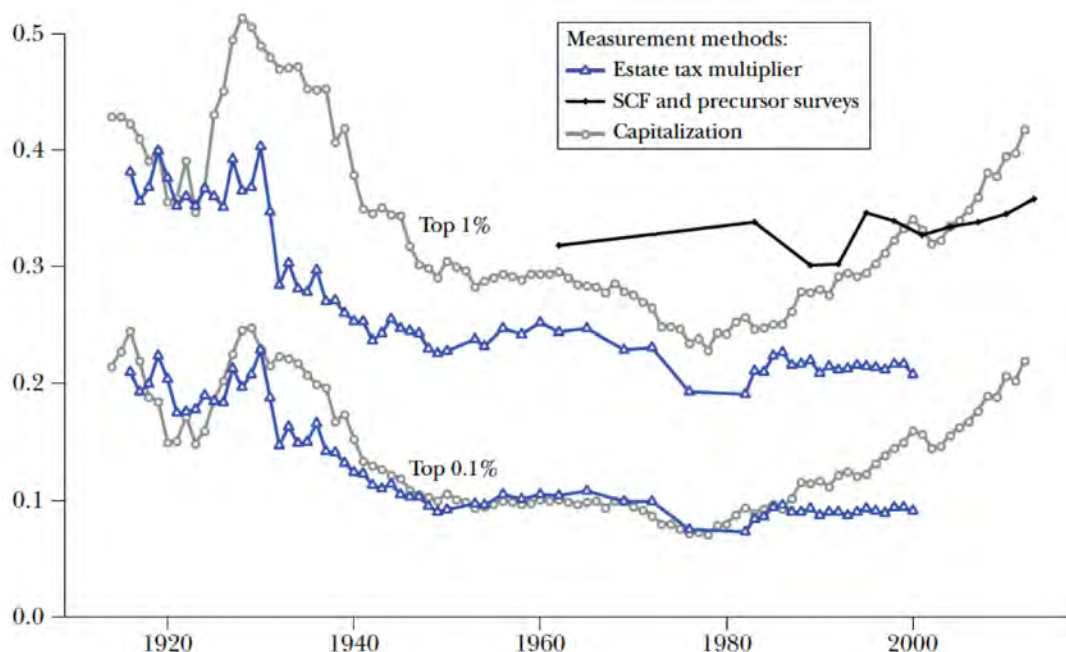 0.5
0.4
0.3
0.2
0.1
0.0
Measurement methods:
Estate tax multiplier
SCF and precursor surveys
Capitalization
Top 1%
Top 0.1%
1920
1940
1960
1980
2000